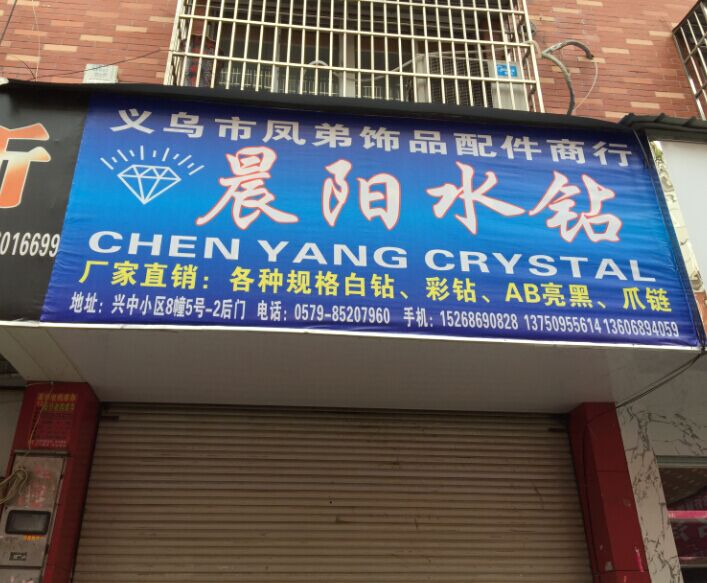 义乌市凤弟饰品配件商行
晨阳水钻
CHEN YANG CRYSTAL
厂家直销：各种规格白钻、彩钻、AB亮黑、爪链
地址：兴中小区8幢5号-2后门 电话：0579-85207960 手机：15268690828 13750955614 13606894059
016699